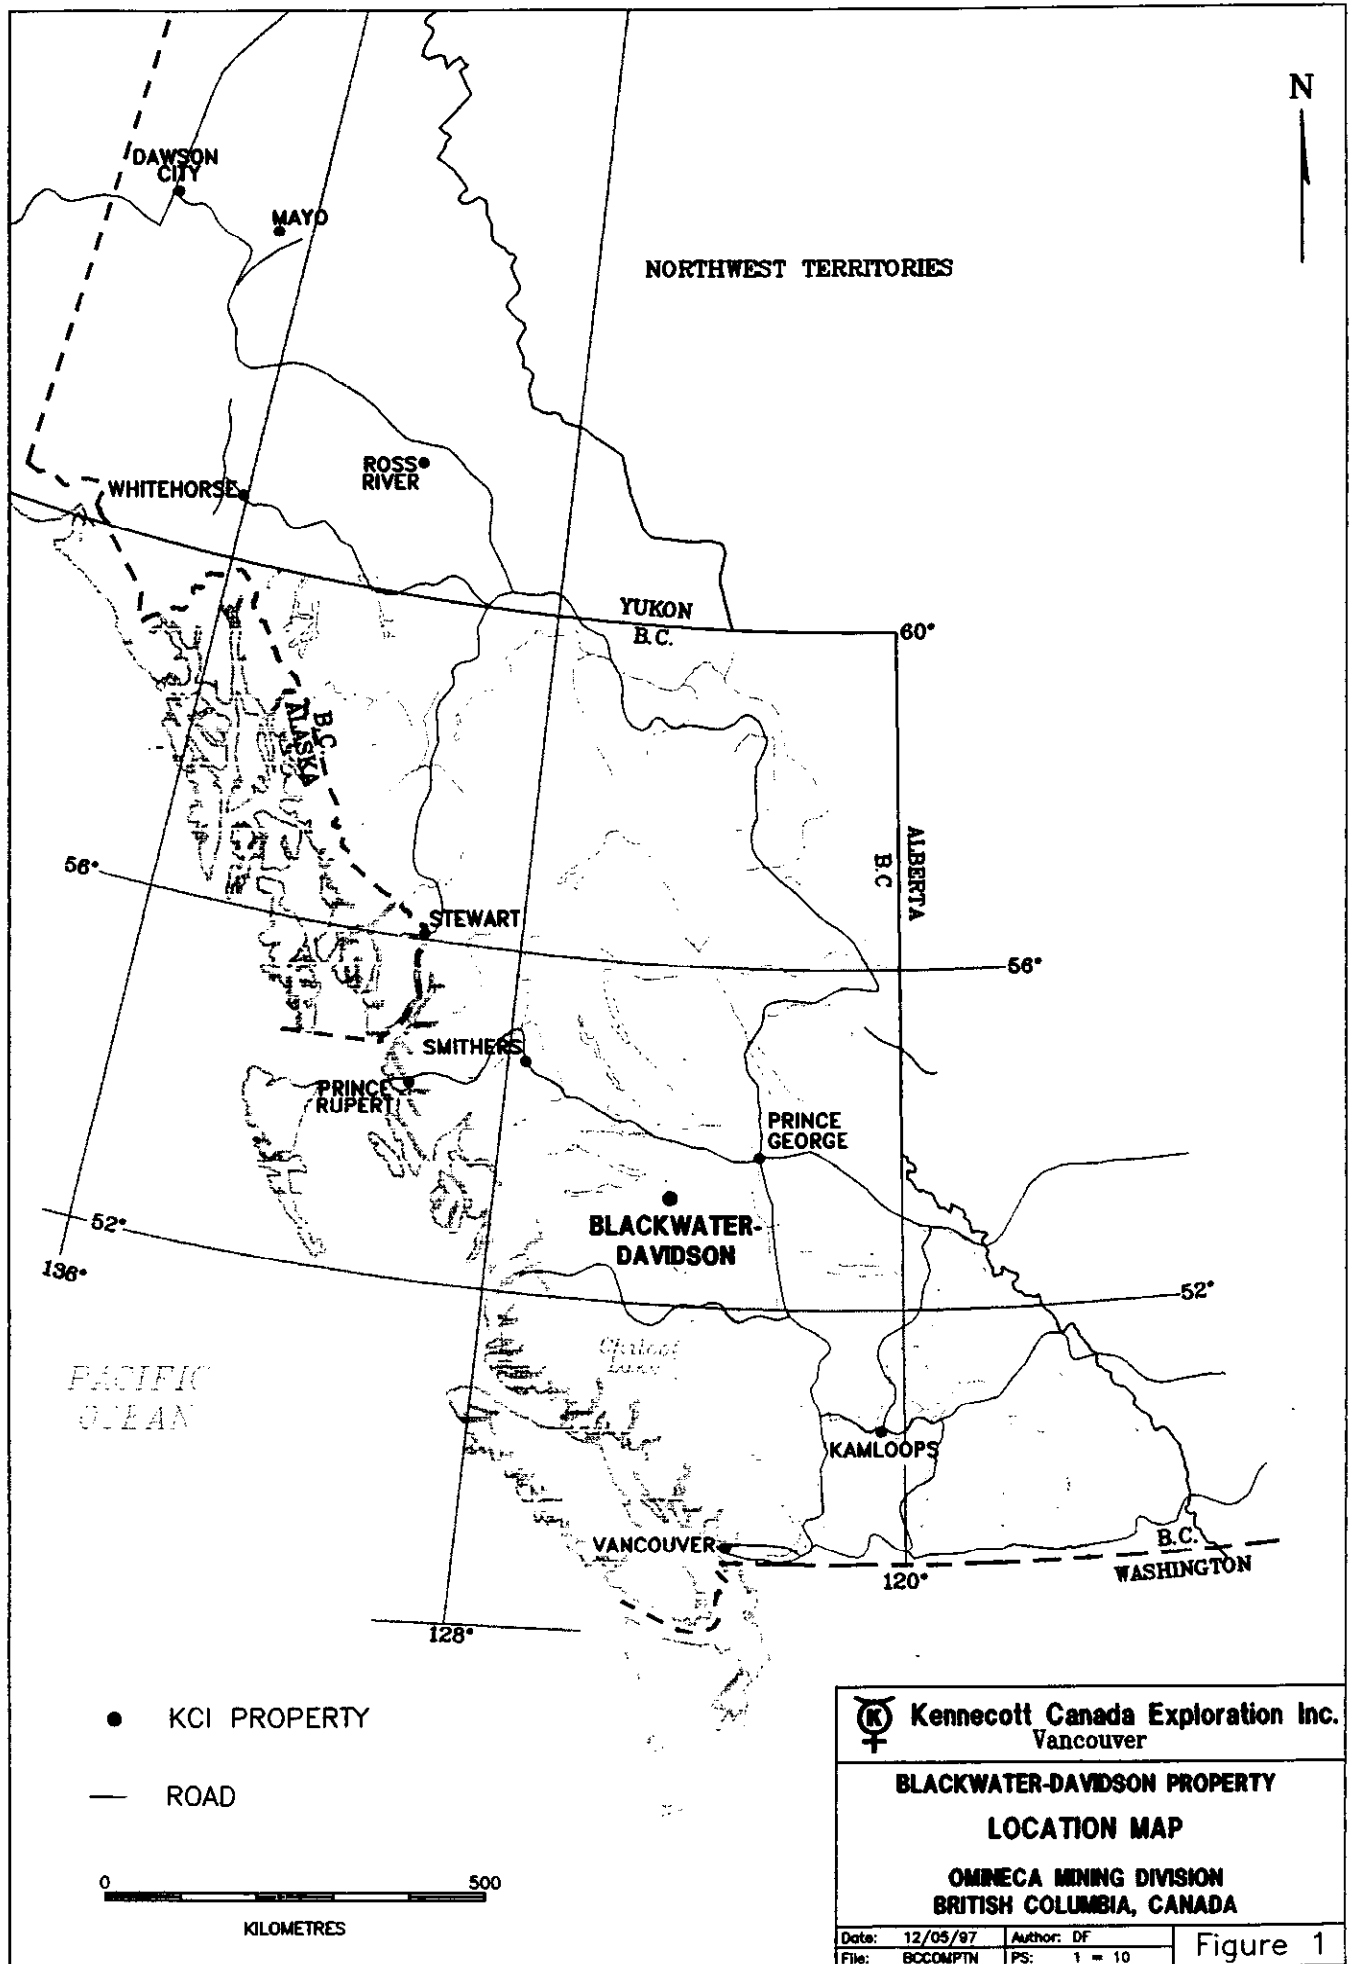 N
DAWSON
CITY
MAYO
NORTHWEST TERRITORIES
ROSS
RIVER
WHITEHORSE
YUKON
B.C.
60°
B.C.
ALASKA
ALBERTA
B.C
56°
STEWART
56°
SMITHERS
PRINCE
RUPERT
PRINCE
GEORGE
BLACKWATER-
DAVIDSON
52°
136°
52°
PACIFIC
OCEAN
Lake
KAMLOOPS
VANCOUVER
B.C.
WASHINGTON
120°
128°
KCI PROPERTY
ROAD
0 500
KILOMETRES
K
Kennecott Canada Exploration Inc.
Vancouver
BLACKWATER-DAVIDSON PROPERTY
LOCATION MAP
OMINECA MINING DIVISION
BRITISH COLUMBIA, CANADA
Date: 12/05/97 Author: DF
File: BCCOMPTN PS: 1 = 10
Figure 1